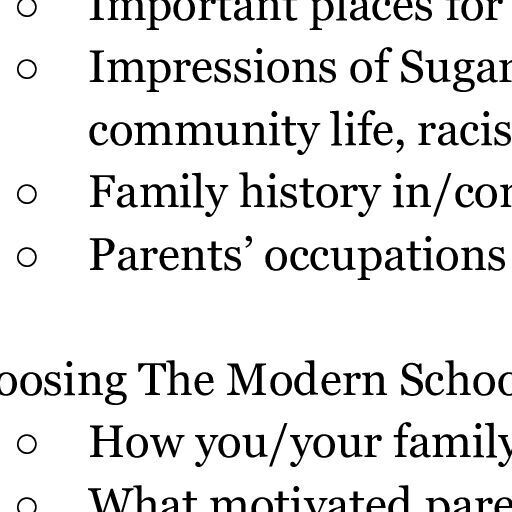 ○ Important places for
○ Impressions of Sugar
community life, racis
○ Family history in/con
○ Parents’ occupations
oosing The Modern Schoo
○ How you/your family
○ What motivated pare